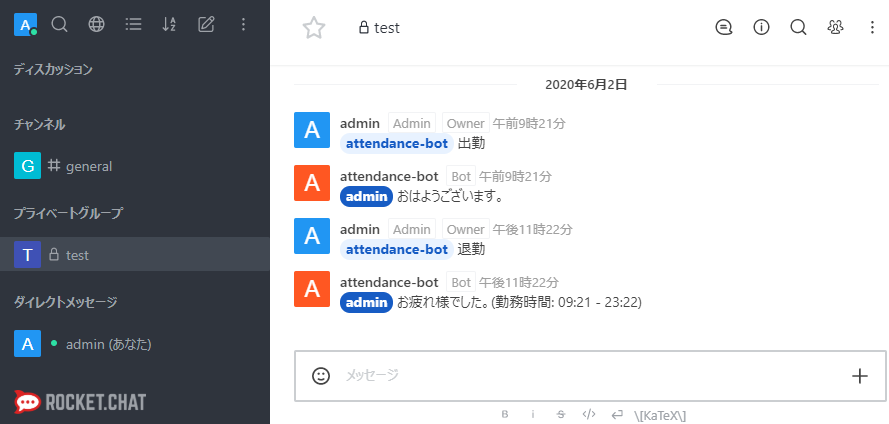 A
ディスカッション
チャンネル
G general
プライベートグループ
T test
ダイレクトメッセージ
A admin (あなた)
ROCKET.CHAT
test
2020年6月2日
A admin Admin Owner 午前9時21分
attendance-bot 出勤
A attendance-bot Bot 午前9時21分
admin おはようございます。
A admin Admin Owner 午後11時22分
attendance-bot 退勤
A attendance-bot Bot 午後11時22分
admin お疲れ様でした。(勤務時間: 09:21 - 23:22)
メッセージ
B i S </> \[KaTeX\]